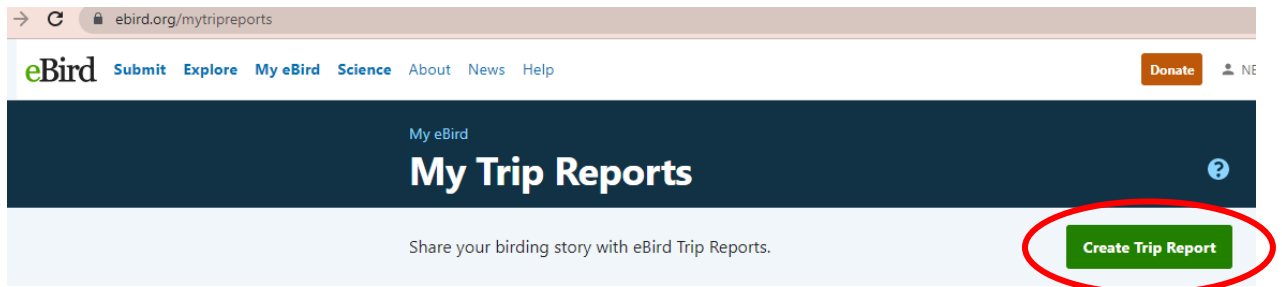 ebird.org/mytripreports
eBird Submit Explore My eBird Science About News Help Donate NE
My eBird
My Trip Reports
Share your birding story with eBird Trip Reports. Create Trip Report